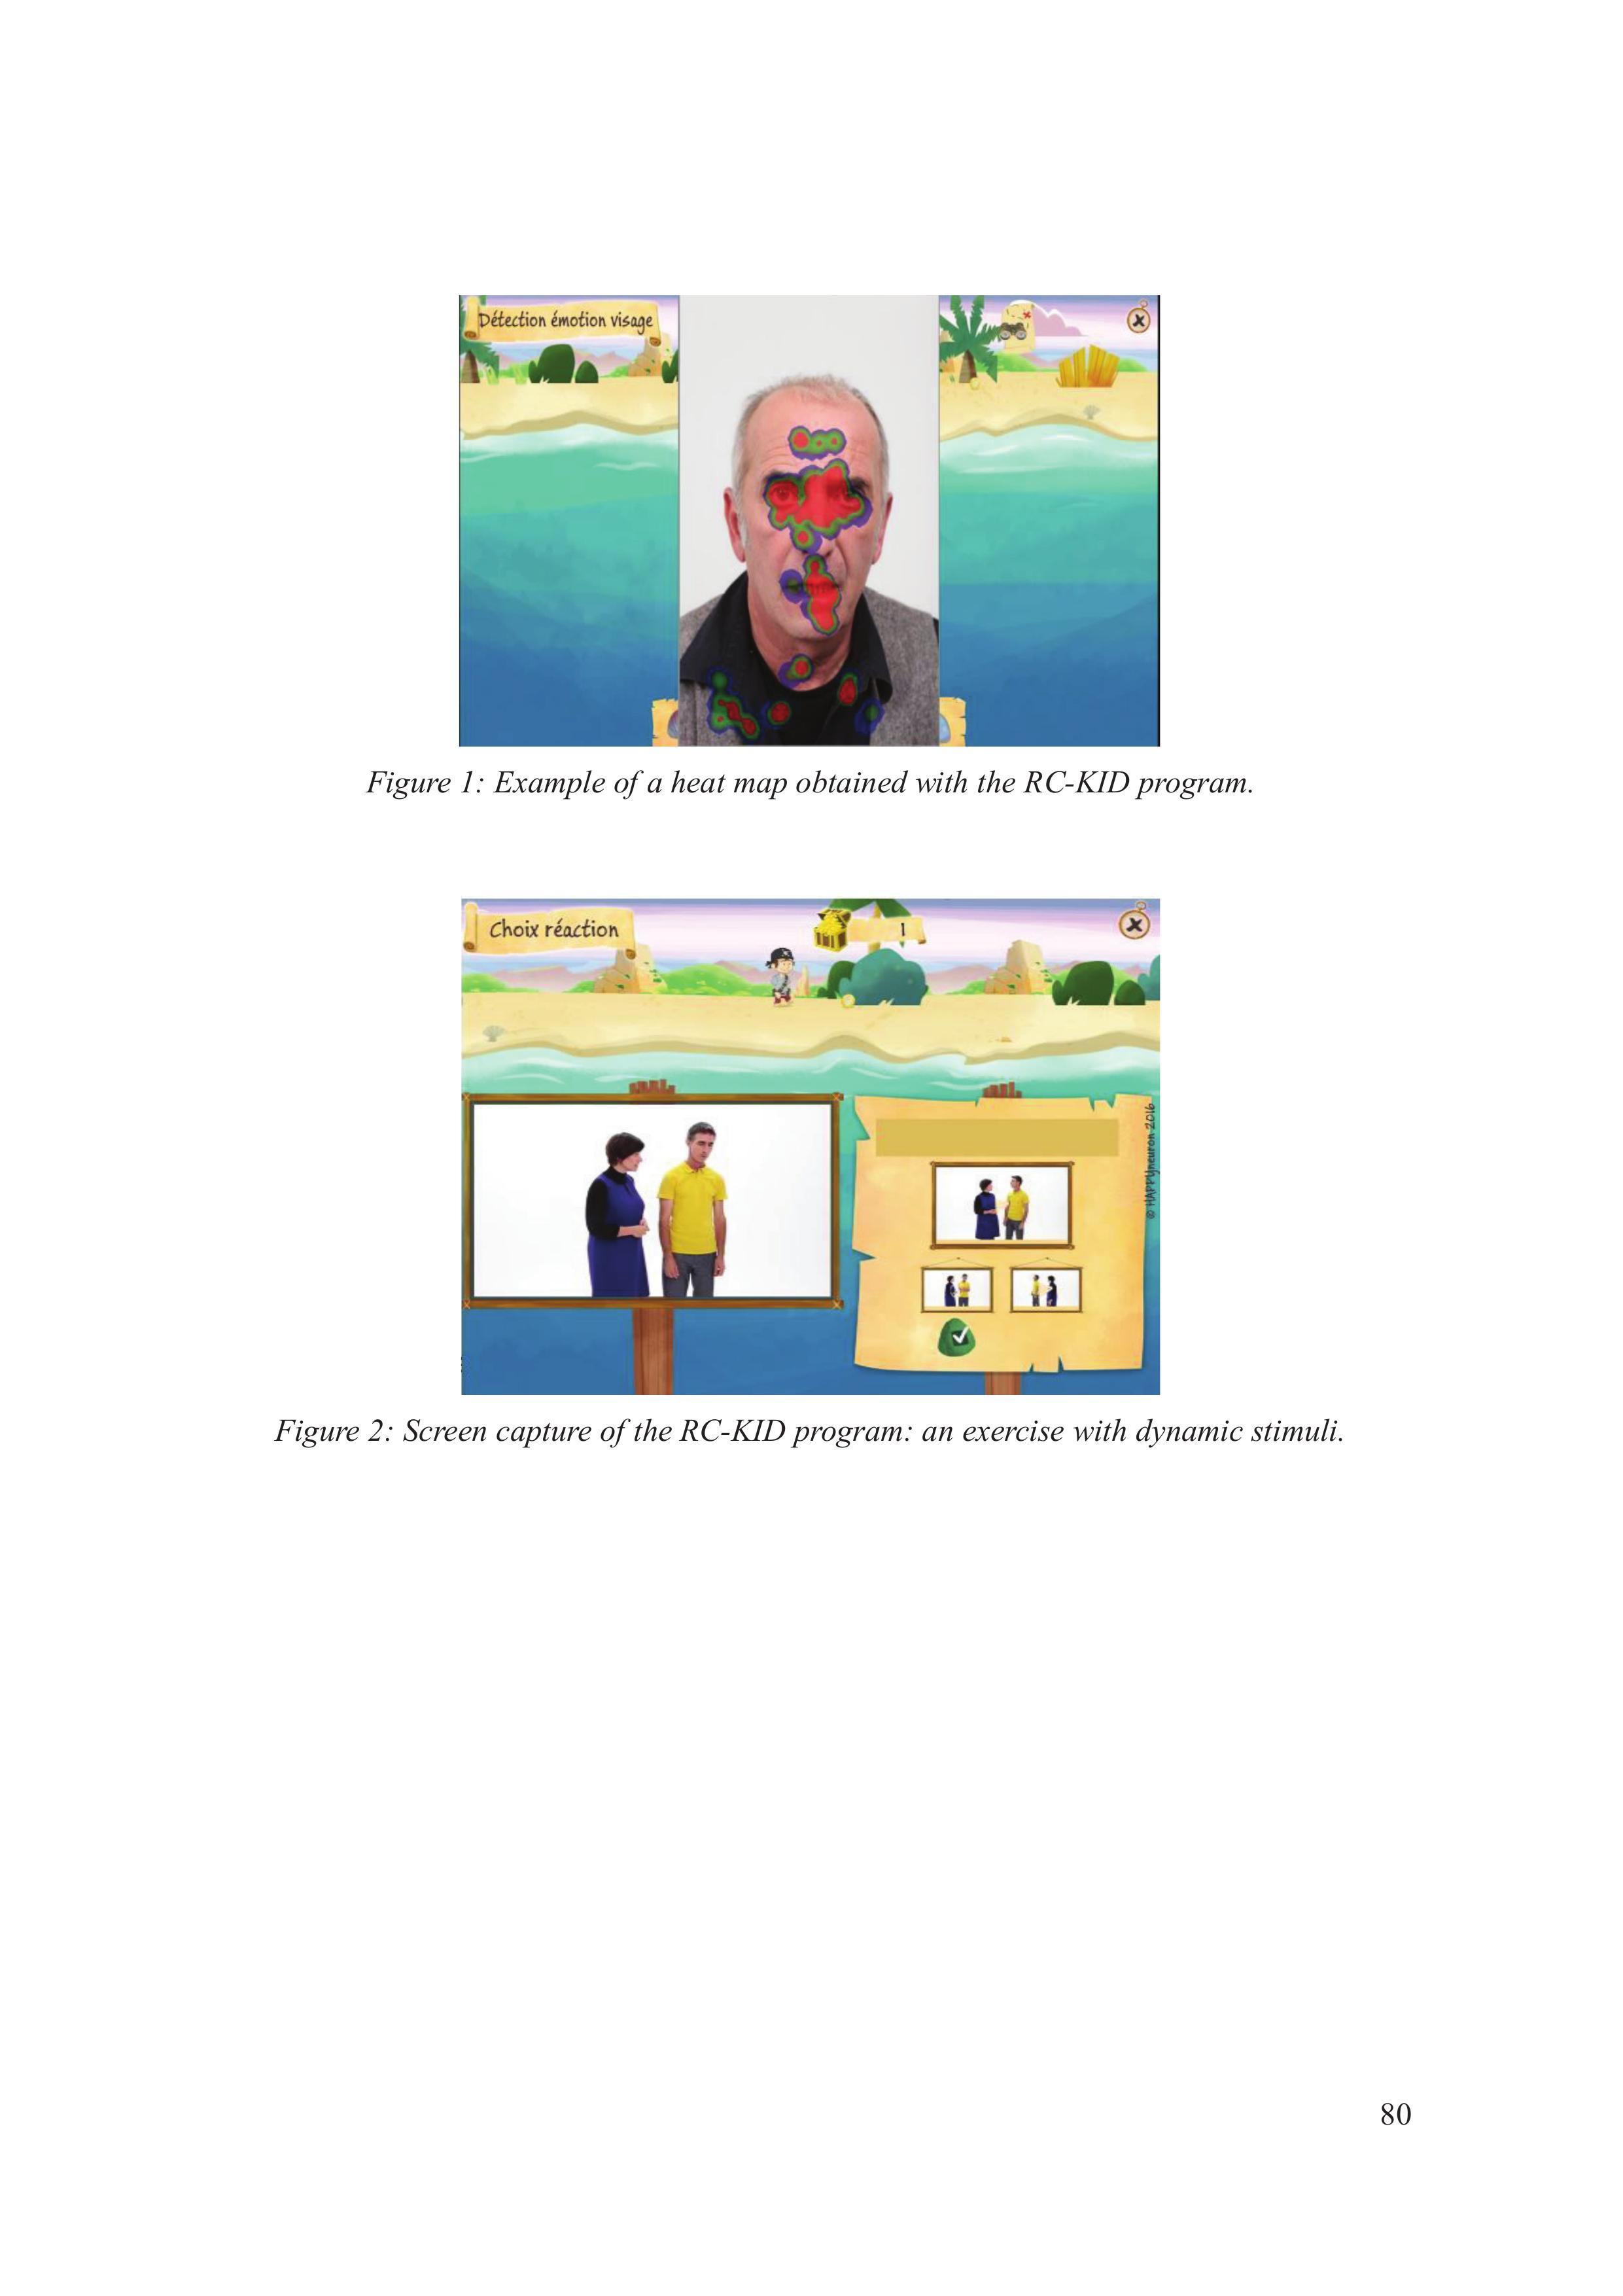 Détection émotion visage
Figure 1: Example of a heat map obtained with the RC-KID program.
Choix réaction
1
© HAPPYneuron 2016
Figure 2: Screen capture of the RC-KID program: an exercise with dynamic stimuli.
80